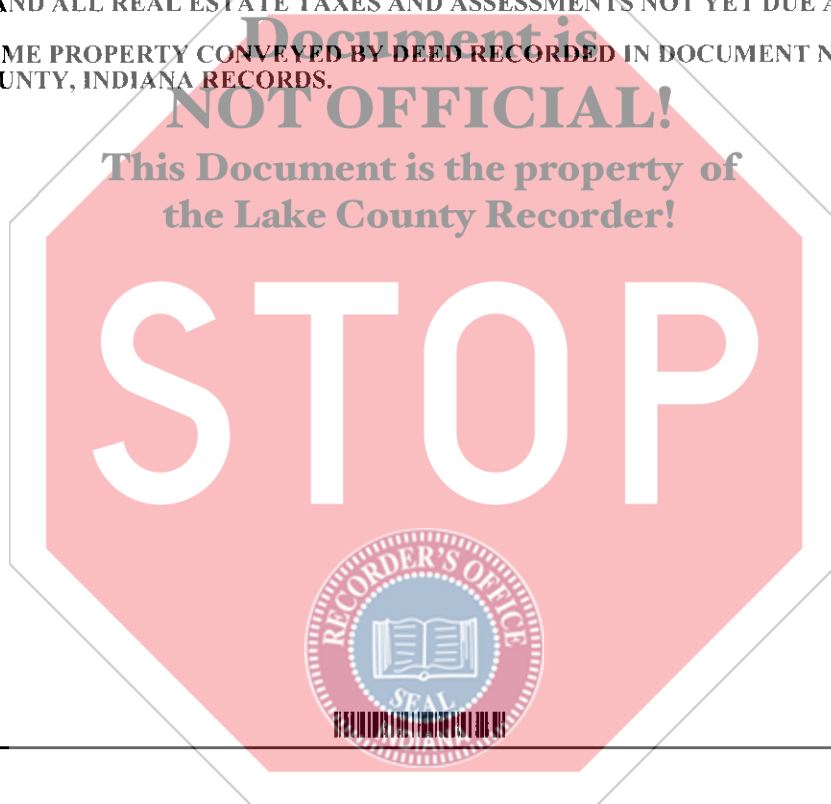 AND ALL REAL ESTATE TAXES AND ASSESSMENTS NOT YET DUE A
Document is
ME PROPERTY CONVEYED BY DEED RECORDED IN DOCUMENT N
UNTY, INDIANA RECORDS.
NOT OFFICIAL!
This Document is the property of
the Lake County Recorder!
STOP
RECORDER'S OFFICE
SEAL
INDIANA